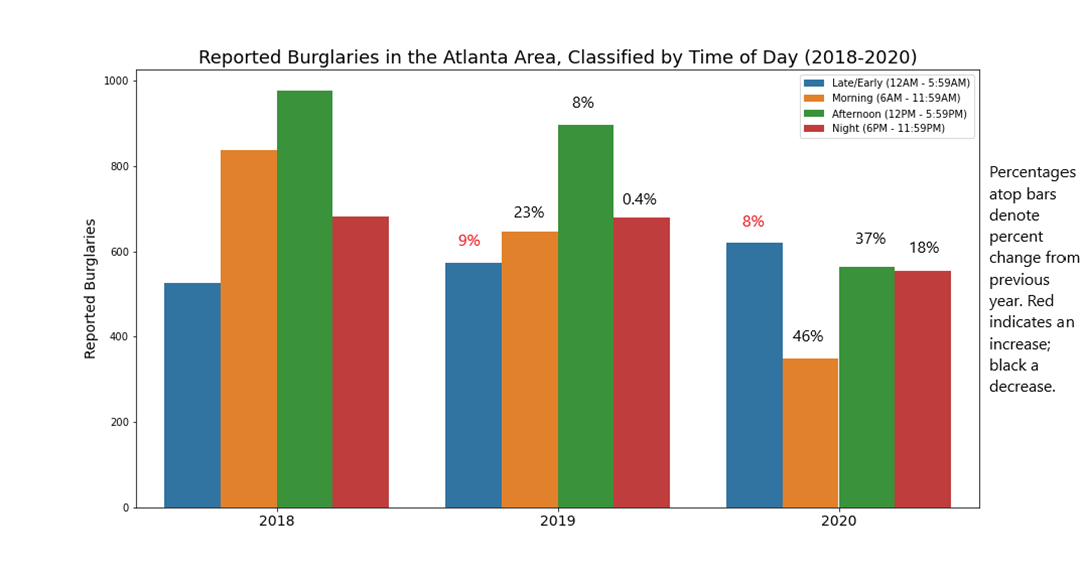 Reported Burglaries in the Atlanta Area, Classified by Time of Day (2018-2020)
Late/Early (12AM - 5:59AM)
Morning (6AM - 11:59AM)
Afternoon (12PM - 5:59PM)
Night (6PM - 11:59PM)
Reported Burglaries
1000
800
600
400
200
0
9%
23%
8%
0.4%
8%
46%
37%
18%
2018
2019
2020
Percentages
atop bars
denote
percent
change from
previous
year. Red
indicates an
increase;
black a
decrease.